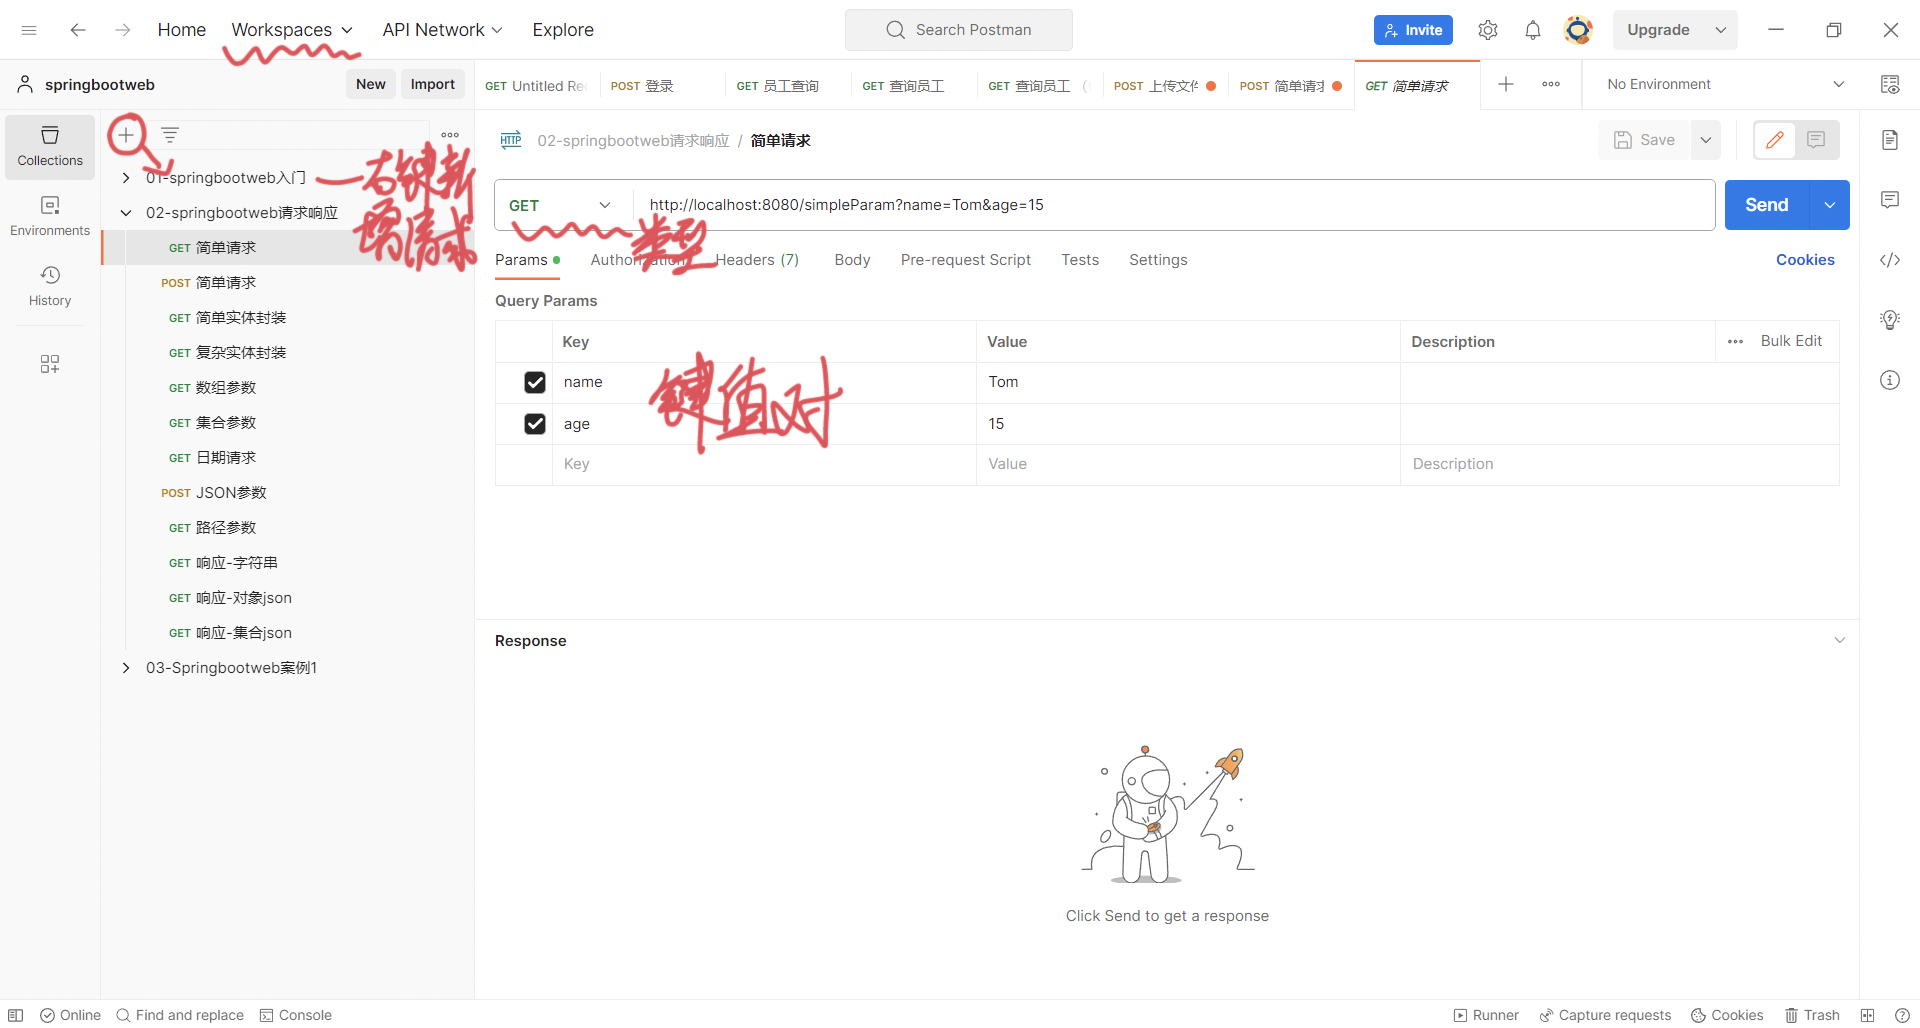 Home Workspaces API Network Explore Search Postman Invite Upgrade
springbootweb New Import GET Untitled Re POST 登录 GET 员工查询 GET 查询员工 GET 查询员工 POST 上传文件 POST 简单请求 GET 简单请求 No Environment
Collections
Environments
History
01-springbootweb入门
右键新
增请求
02-springbootweb请求响应
GET 简单请求
POST 简单请求
GET 简单实体封装
GET 复杂实体封装
GET 数组参数
GET 集合参数
GET 日期请求
POST JSON参数
GET 路径参数
GET 响应-字符串
GET 响应-对象json
GET 响应-集合json
03-Springbootweb案例1
02-springbootweb请求响应 / 简单请求 Save
GET http://localhost:8080/simpleParam?name=Tom&age=15 Send
类型
Params Authorization Headers (7) Body Pre-request Script Tests Settings Cookies
Query Params
Key Value Description Bulk Edit
name Tom
age 15
键值对
Key Value Description
Response
Click Send to get a response
Online Find and replace Console Runner Capture requests Cookies Trash